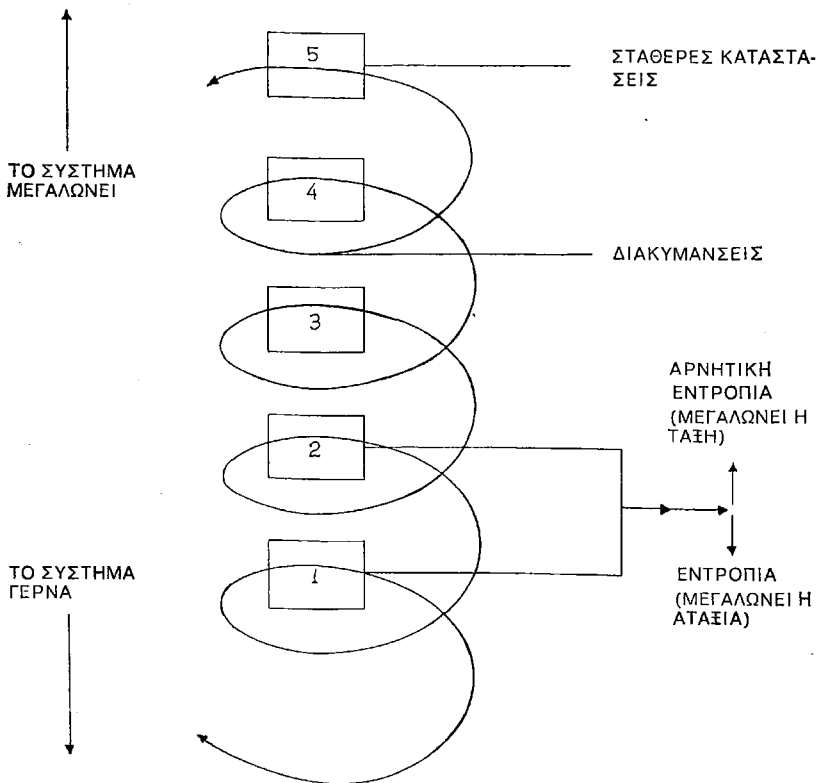 5
ΣΤΑΘΕΡΕΣ ΚΑΤΑΣΤΑ-
ΣΕΙΣ
ΤΟ ΣΥΣΤΗΜΑ
ΜΕΓΑΛΩΝΕΙ
4
ΔΙΑΚΥΜΑΝΣΕΙΣ
3
ΑΡΝΗΤΙΚΗ
ΕΝΤΡΟΠΙΑ
(ΜΕΓΑΛΩΝΕΙ Η
ΤΑΞΗ)
2
ΤΟ ΣΥΣΤΗΜΑ
ΓΕΡΝΑ
1
ΕΝΤΡΟΠΙΑ
(ΜΕΓΑΛΩΝΕΙ Η
ΑΤΑΞΙΑ)